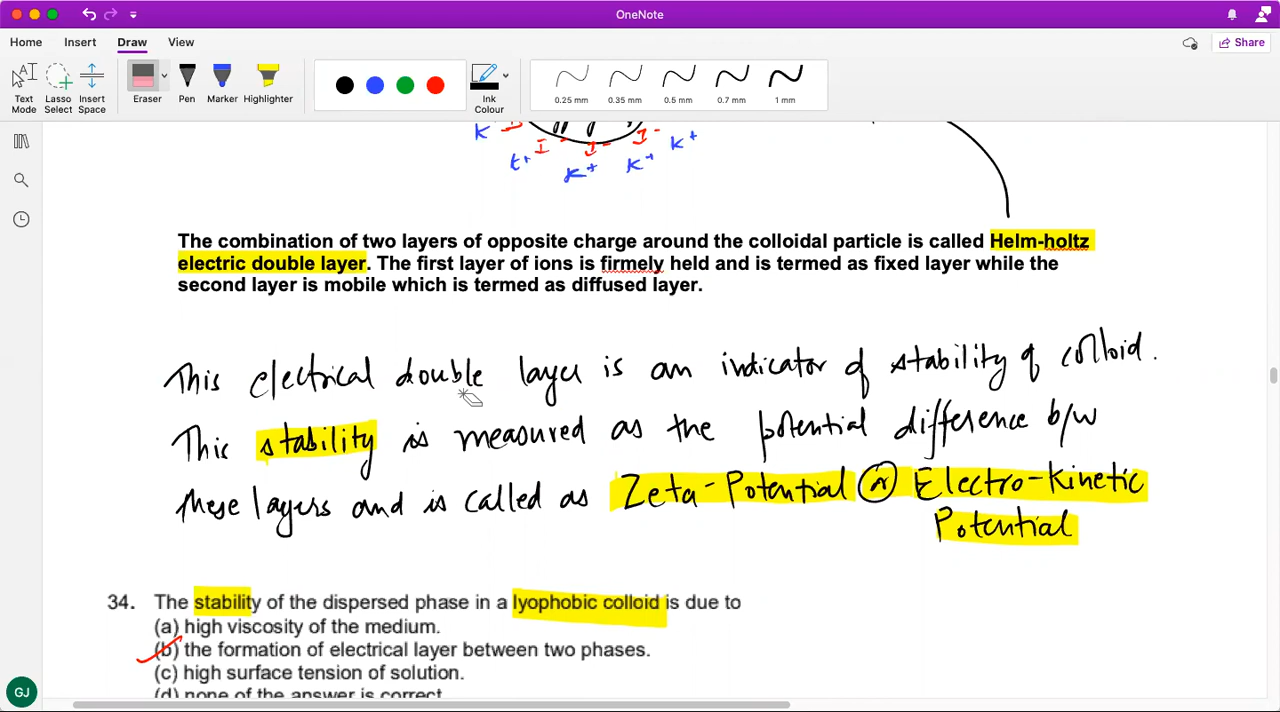 OneNote
Home Insert Draw View
Share
Text Mode
Lasso Select
Insert Space
Eraser
Pen
Marker
Highlighter
Ink Colour
0.25 mm 0.35 mm 0.5 mm 0.7 mm 1 mm
K I I - I - I -
t+ K+ K+ K+
The combination of two layers of opposite charge around the colloidal particle is called Helm-holtz
electric double layer. The first layer of ions is firmely held and is termed as fixed layer while the
second layer is mobile which is termed as diffused layer.
This electrical double layer is an indicator of stability of colloid.
This stability is measured as the potential difference b/w
these layers and is called as Zeta-Potential or Electro-kinetic
Potential
34. The stability of the dispersed phase in a lyophobic colloid is due to
(a) high viscosity of the medium.
(b) the formation of electrical layer between two phases.
(c) high surface tension of solution.
(d) none of the answer is correct
GJ